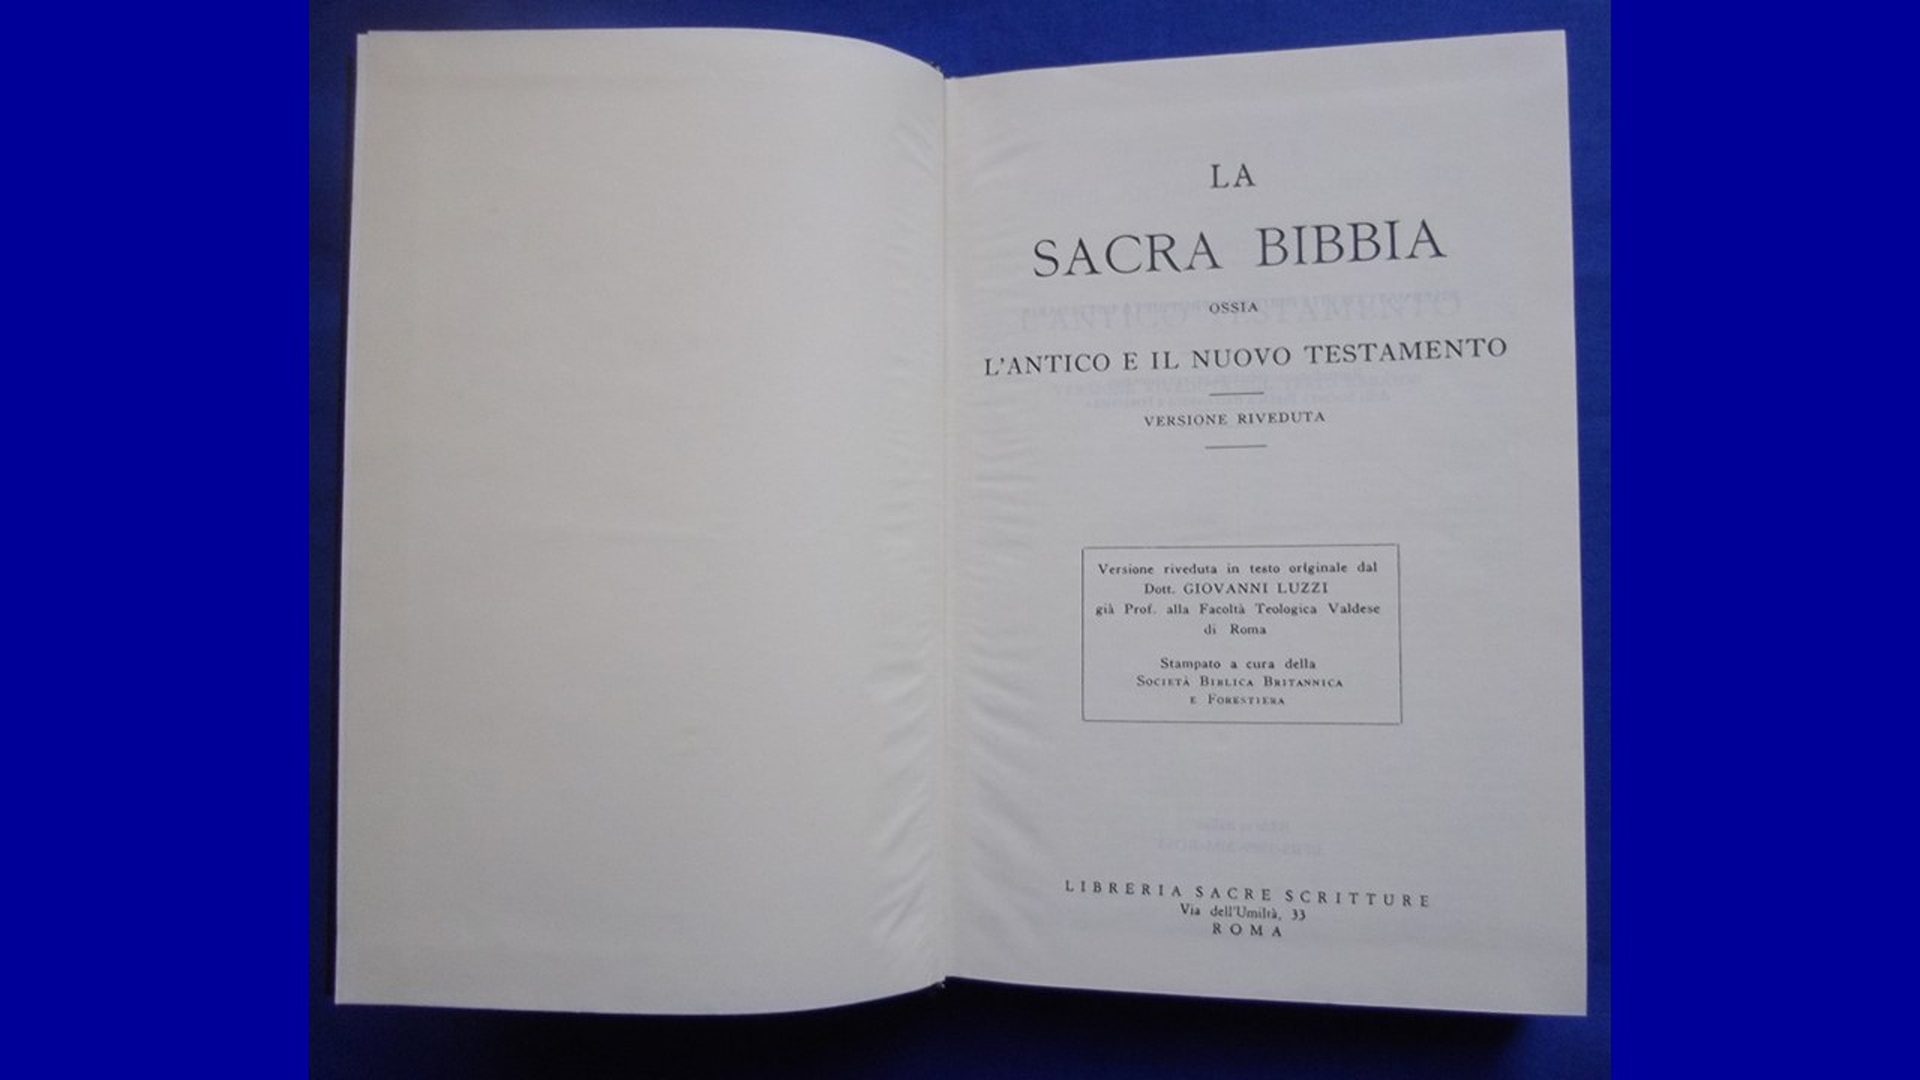 LA
SACRA BIBBIA
OSSIA
L'ANTICO E IL NUOVO TESTAMENTO
VERSIONE RIVEDUTA
Versione riveduta in testo originale dal
Dott. GIOVANNI LUZZI
già Prof. alla Facoltà Teologica Valdese
di Roma
Stampato a cura della
SOCIETÀ BIBLICA BRITANNICA
E FORESTIERA
LIBRERIA SACRE SCRITTURE
Via dell'Umiltà, 33
ROMA